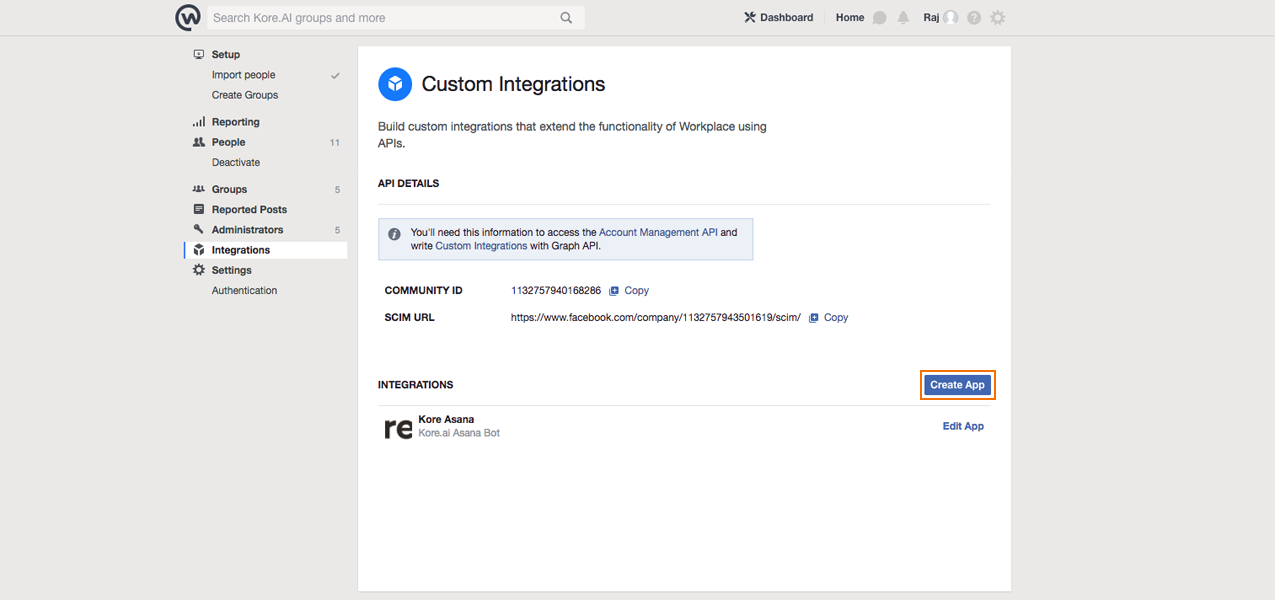 Search Kore.AI groups and more
Dashboard Home Raj
Setup
Import people
Create Groups
Reporting
People 11
Deactivate
Groups 5
Reported Posts
Administrators 5
Integrations
Settings
Authentication
Custom Integrations
Build custom integrations that extend the functionality of Workplace using
APIs.
API DETAILS
You'll need this information to access the Account Management API and
write Custom Integrations with Graph API.
COMMUNITY ID 1132757940168286 Copy
SCIM URL https://www.facebook.com/company/1132757943501619/scim/ Copy
INTEGRATIONS Create App
re Kore Asana
Kore.ai Asana Bot
Edit App